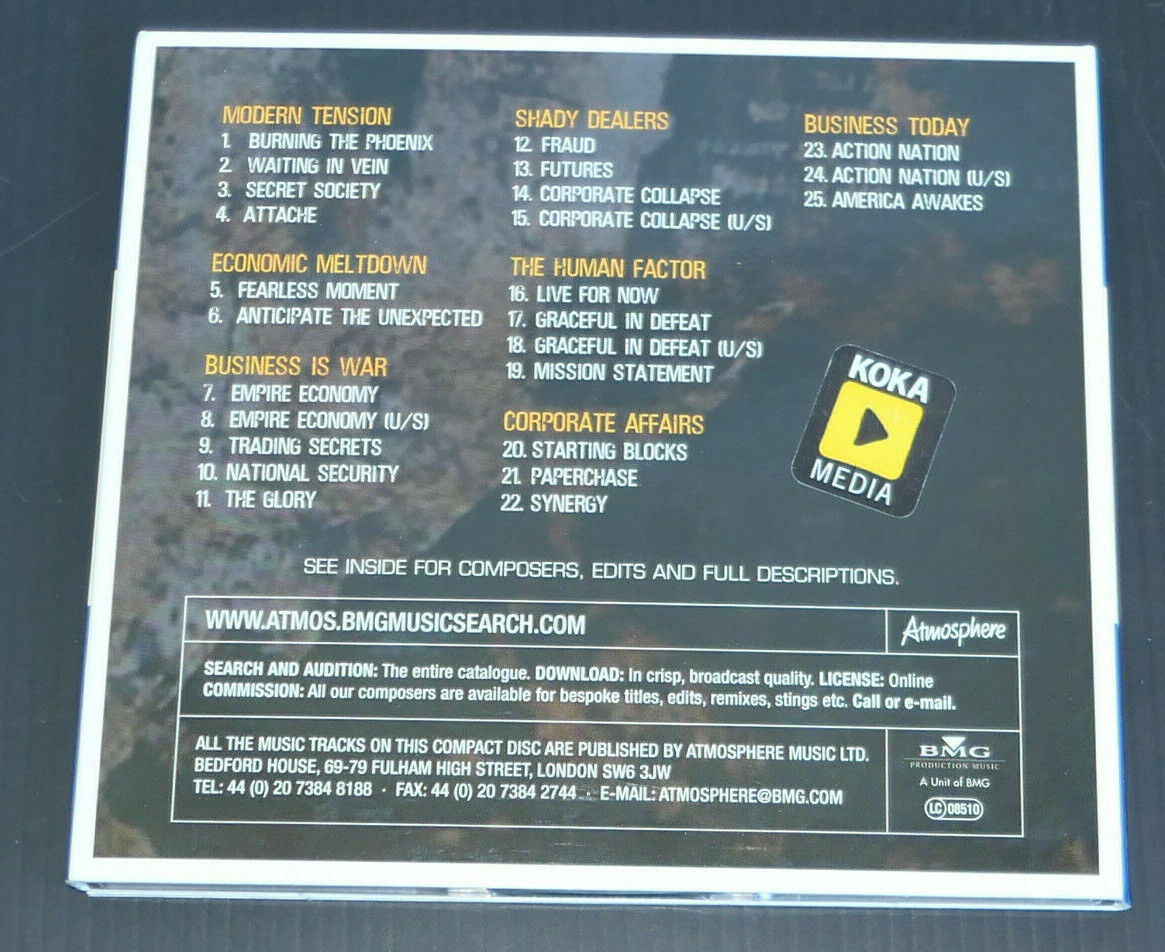 MODERN TENSION
1. BURNING THE PHOENIX
2. WAITING IN VEIN
3. SECRET SOCIETY
4. ATTACHE
ECONOMIC MELTDOWN
5. FEARLESS MOMENT
6. ANTICIPATE THE UNEXPECTED
BUSINESS IS WAR
7. EMPIRE ECONOMY
8. EMPIRE ECONOMY (U/S)
9. TRADING SECRETS
10. NATIONAL SECURITY
11. THE GLORY
SHADY DEALERS
12. FRAUD
13. FUTURES
14. CORPORATE COLLAPSE
15. CORPORATE COLLAPSE (U/S)
THE HUMAN FACTOR
16. LIVE FOR NOW
17. GRACEFUL IN DEFEAT
18. GRACEFUL IN DEFEAT (U/S)
19. MISSION STATEMENT
CORPORATE AFFAIRS
20. STARTING BLOCKS
21. PAPERCHASE
22. SYNERGY
BUSINESS TODAY
23. ACTION NATION
24. ACTION NATION (U/S)
25. AMERICA AWAKES
KOKA
MEDIA
SEE INSIDE FOR COMPOSERS, EDITS AND FULL DESCRIPTIONS.
WWW.ATMOS.BMGMUSICSEARCH.COM
Atmosphere
SEARCH AND AUDITION: The entire catalogue. DOWNLOAD: In crisp, broadcast quality. LICENSE: Online
COMMISSION: All our composers are available for bespoke titles, edits, remixes, stings etc. Call or e-mail.
ALL THE MUSIC TRACKS ON THIS COMPACT DISC ARE PUBLISHED BY ATMOSPHERE MUSIC LTD.
BEDFORD HOUSE, 69-79 FULHAM HIGH STREET, LONDON SW6 3JW
TEL: 44 (0) 20 7384 8188 · FAX: 44 (0) 20 7384 2744 · E-MAIL: ATMOSPHERE@BMG.COM
BMG
PRODUCTION MUSIC
A Unit of BMG
LC 08510